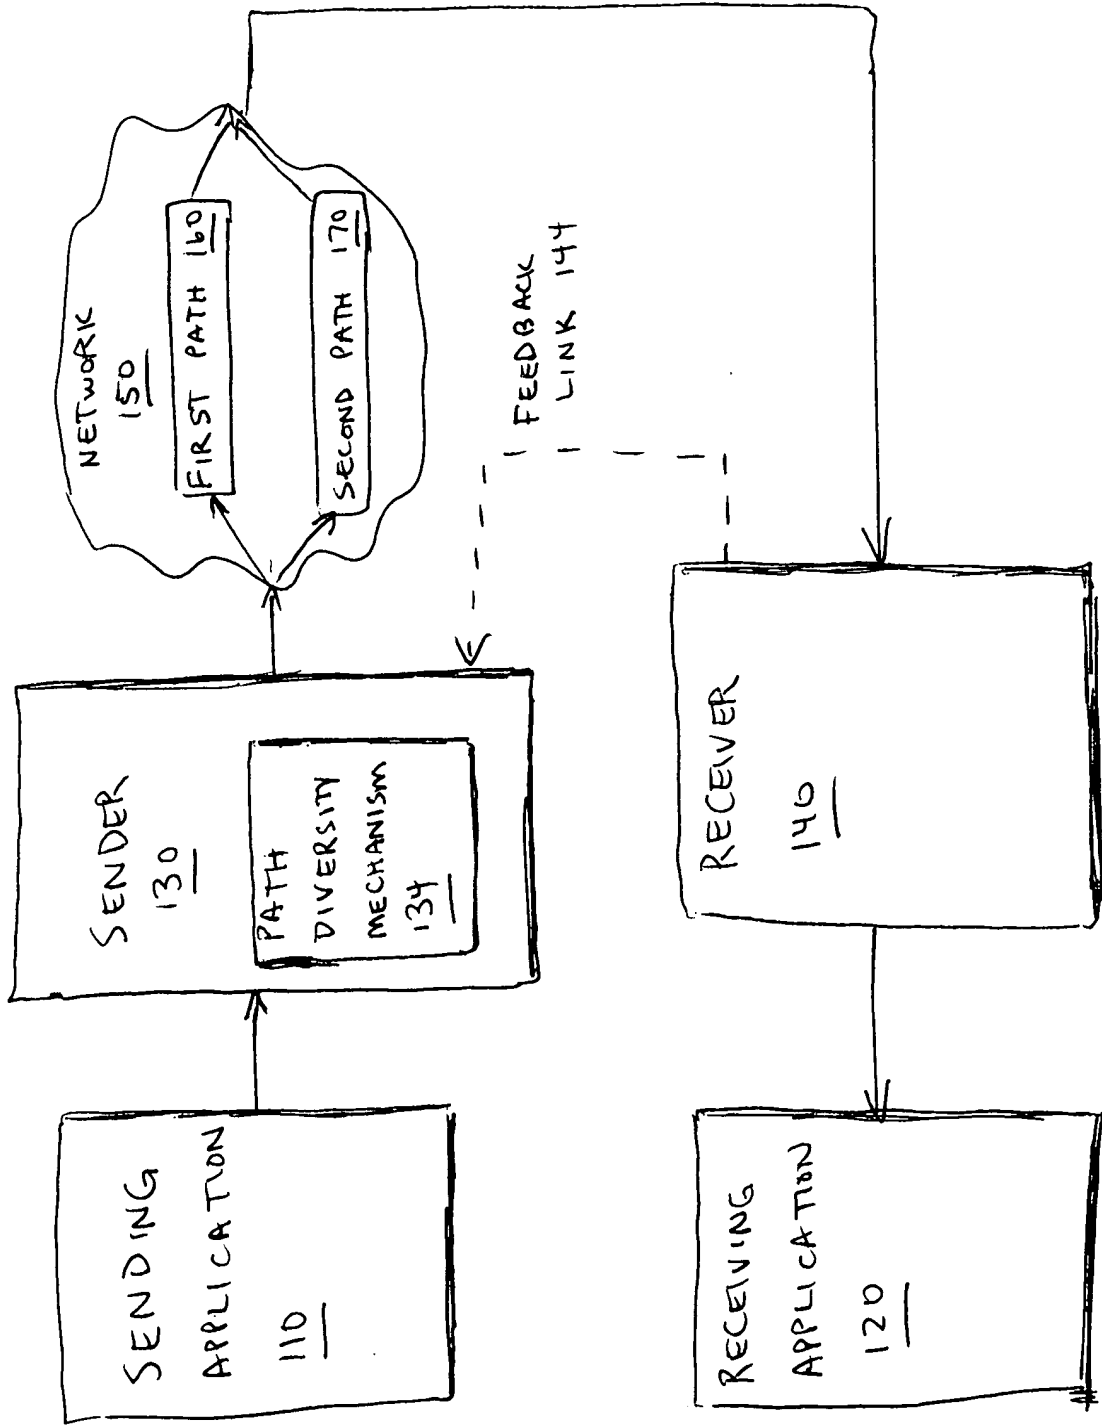 SENDING
APPLICATION
110
SENDER
130
PATH
DIVERSITY
MECHANISM
134
NETWORK
150
FIRST PATH 160
SECOND PATH 170
FEEDBACK
LINK 144
RECEIVER
140
RECEIVING
APPLICATION
120